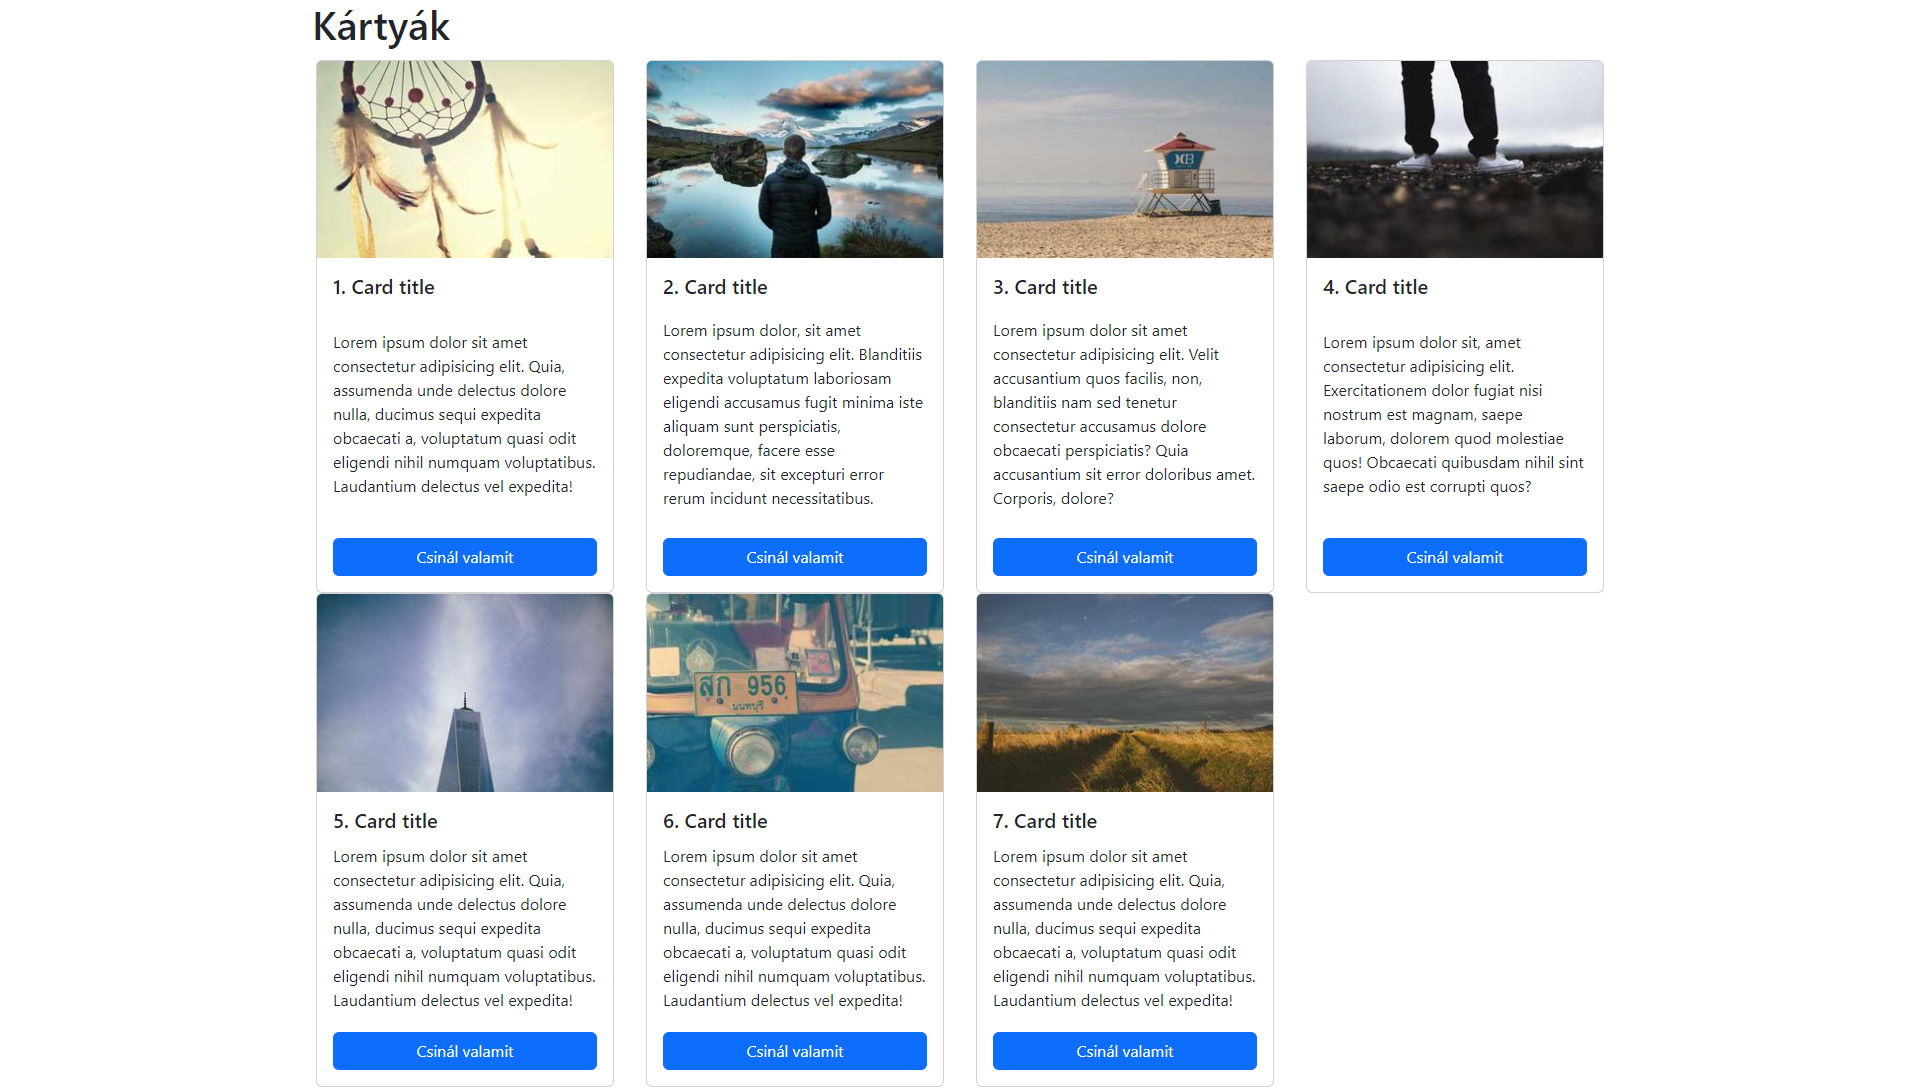 Kártyák
1. Card title
Lorem ipsum dolor sit amet
consectetur adipisicing elit. Quia,
assumenda unde delectus dolore
nulla, ducimus sequi expedita
obcaecati a, voluptatum quasi odit
eligendi nihil numquam voluptatibus.
Laudantium delectus vel expedita!
Csinál valamit
2. Card title
Lorem ipsum dolor, sit amet
consectetur adipisicing elit. Blanditiis
expedita voluptatum laboriosam
eligendi accusamus fugit minima iste
aliquam sunt perspiciatis,
doloremque, facere esse
repudiandae, sit excepturi error
rerum incidunt necessitatibus.
Csinál valamit
3. Card title
Lorem ipsum dolor sit amet
consectetur adipisicing elit. Velit
accusantium quos facilis, non,
blanditiis nam sed tenetur
consectetur accusamus dolore
obcaecati perspiciatis? Quia
accusantium sit error doloribus amet.
Corporis, dolore?
Csinál valamit
4. Card title
Lorem ipsum dolor sit, amet
consectetur adipisicing elit.
Exercitationem dolor fugiat nisi
nostrum est magnam, saepe
laborum, dolorem quod molestiae
quos! Obcaecati quibusdam nihil sint
saepe odio est corrupti quos?
Csinál valamit
5. Card title
Lorem ipsum dolor sit amet
consectetur adipisicing elit. Quia,
assumenda unde delectus dolore
nulla, ducimus sequi expedita
obcaecati a, voluptatum quasi odit
eligendi nihil numquam voluptatibus.
Laudantium delectus vel expedita!
Csinál valamit
สก 956
นนทบุรี
6. Card title
Lorem ipsum dolor sit amet
consectetur adipisicing elit. Quia,
assumenda unde delectus dolore
nulla, ducimus sequi expedita
obcaecati a, voluptatum quasi odit
eligendi nihil numquam voluptatibus.
Laudantium delectus vel expedita!
Csinál valamit
7. Card title
Lorem ipsum dolor sit amet
consectetur adipisicing elit. Quia,
assumenda unde delectus dolore
nulla, ducimus sequi expedita
obcaecati a, voluptatum quasi odit
eligendi nihil numquam voluptatibus.
Laudantium delectus vel expedita!
Csinál valamit